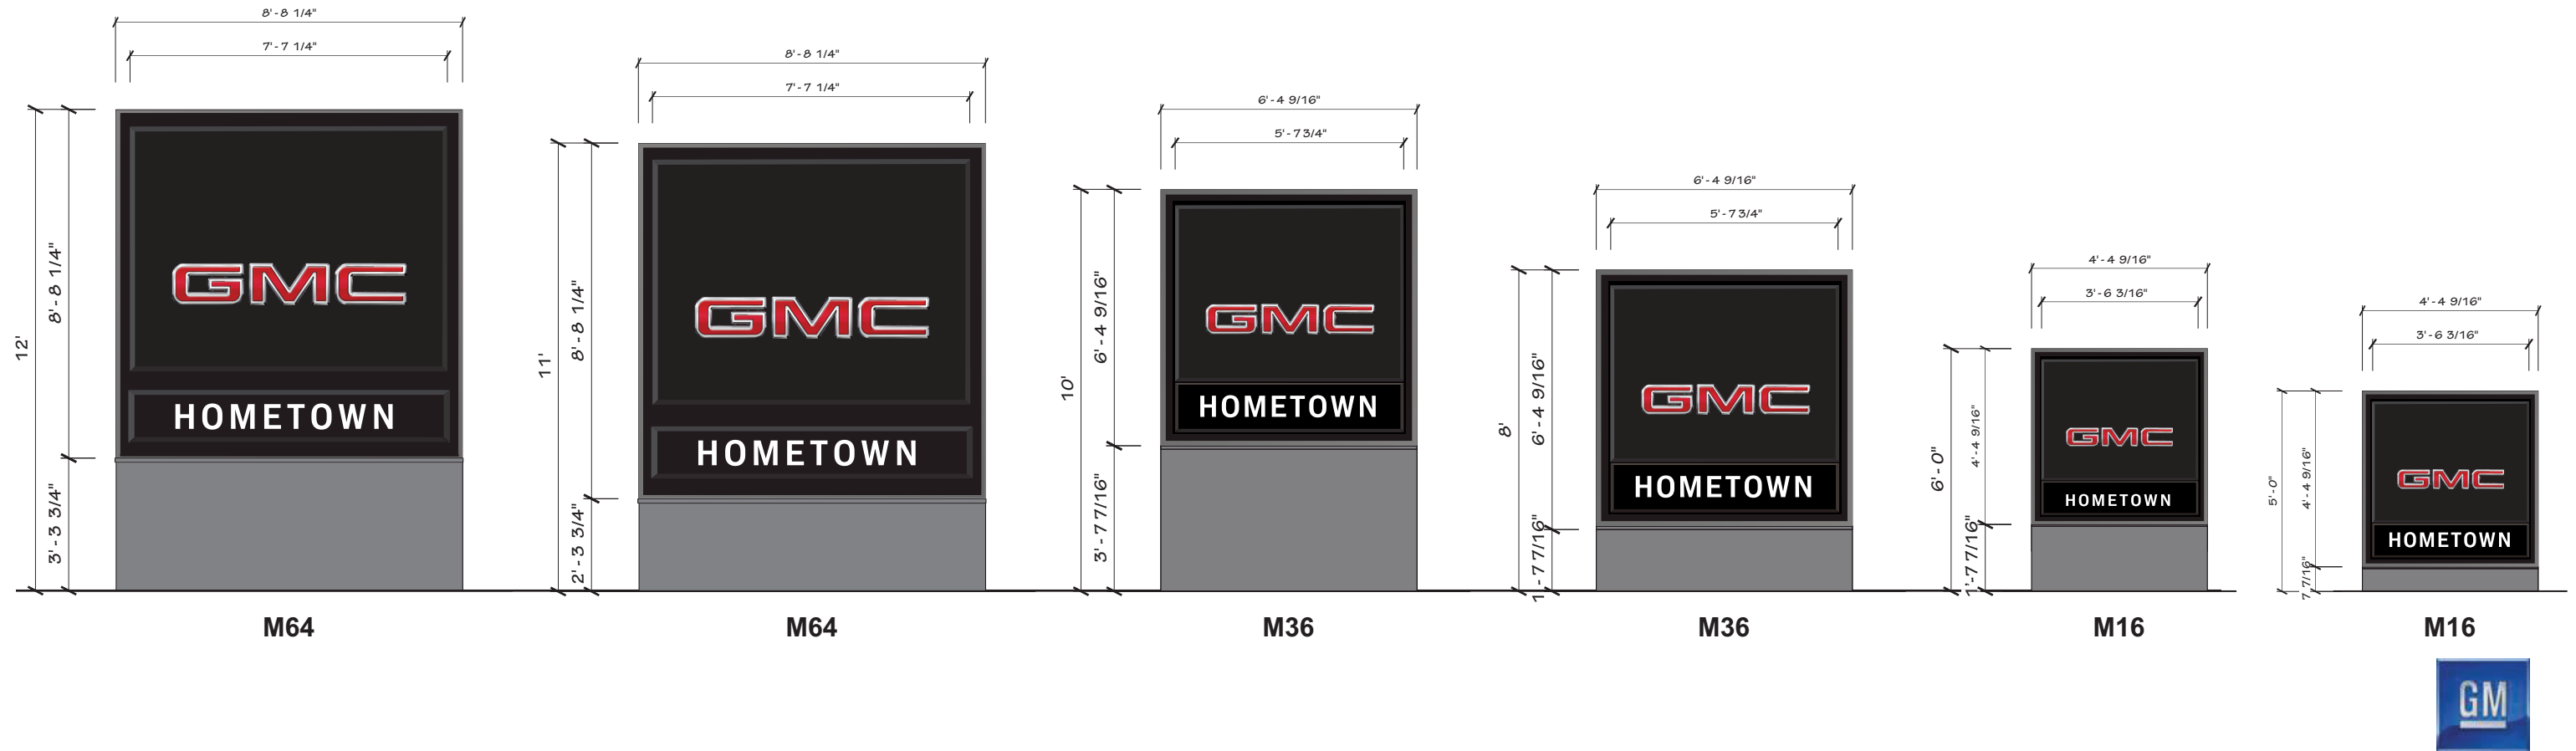 8'-8 1/4"
7'-7 1/4"
12'
8'-8 1/4"
3'-3 3/4"
GMC
HOMETOWN
M64
8'-8 1/4"
7'-7 1/4"
11'
8'-8 1/4"
2'-3 3/4"
GMC
HOMETOWN
M64
6'-4 9/16"
5'-7 3/4"
10'
6'-4 9/16"
3'-7 7/16"
GMC
HOMETOWN
M36
6'-4 9/16"
5'-7 3/4"
8'
6'-4 9/16"
1'-7 7/16"
GMC
HOMETOWN
M36
4'-4 9/16"
3'-6 3/16"
6'-0"
4'-4 9/16"
1'-7 7/16"
GMC
HOMETOWN
M16
4'-4 9/16"
3'-6 3/16"
5'-0"
4'-4 9/16"
7 7/16"
GMC
HOMETOWN
M16
GM